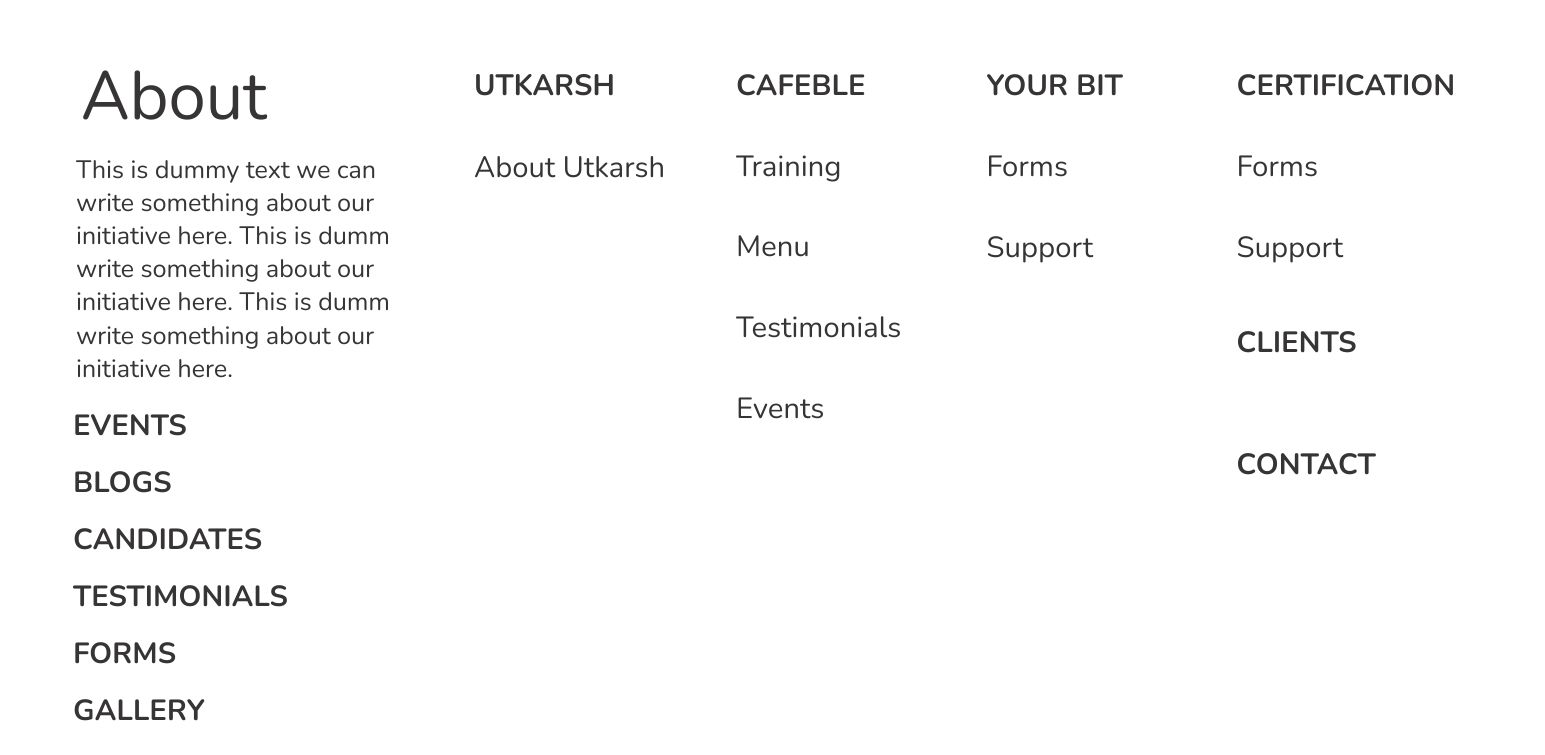 About
This is dummy text we can
write something about our
initiative here. This is dumm
write something about our
initiative here. This is dumm
write something about our
initiative here.
EVENTS
BLOGS
CANDIDATES
TESTIMONIALS
FORMS
GALLERY
UTKARSH
About Utkarsh
CAFEBLE
Training
Menu
Testimonials
Events
YOUR BIT
Forms
Support
CERTIFICATION
Forms
Support
CLIENTS
CONTACT